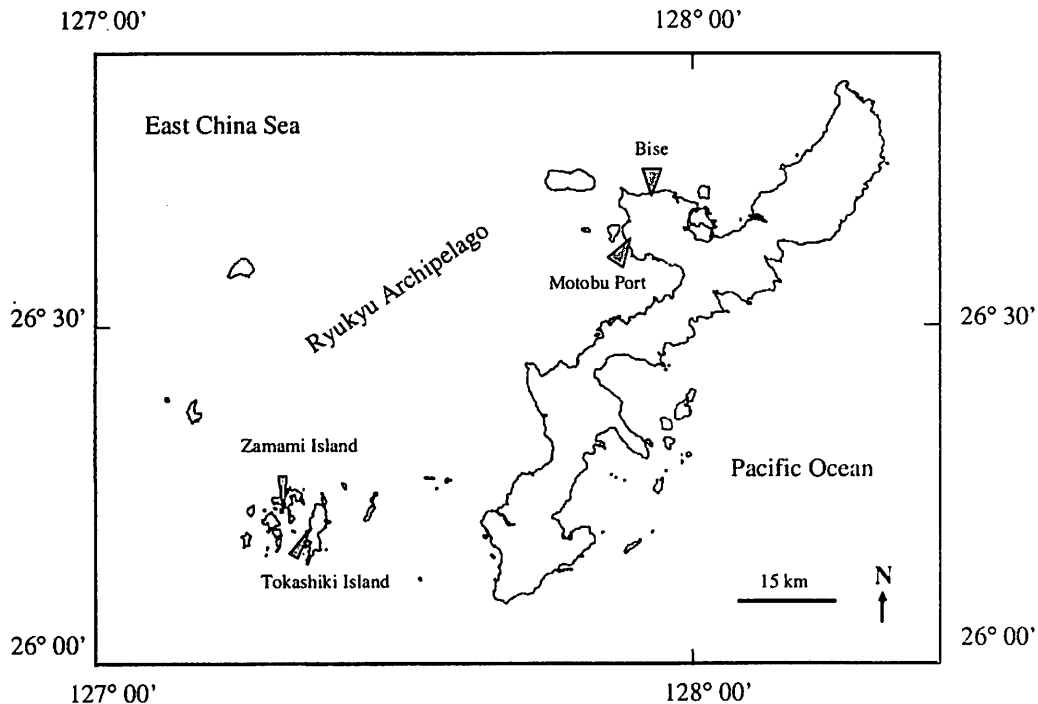 127° 00'
128° 00'
East China Sea
Bise
Ryukyu Archipelago
Motobu Port
26° 30'
26° 30'
Zamami Island
Pacific Ocean
Tokashiki Island
15 km
N
26° 00'
26° 00'
127° 00'
128° 00'